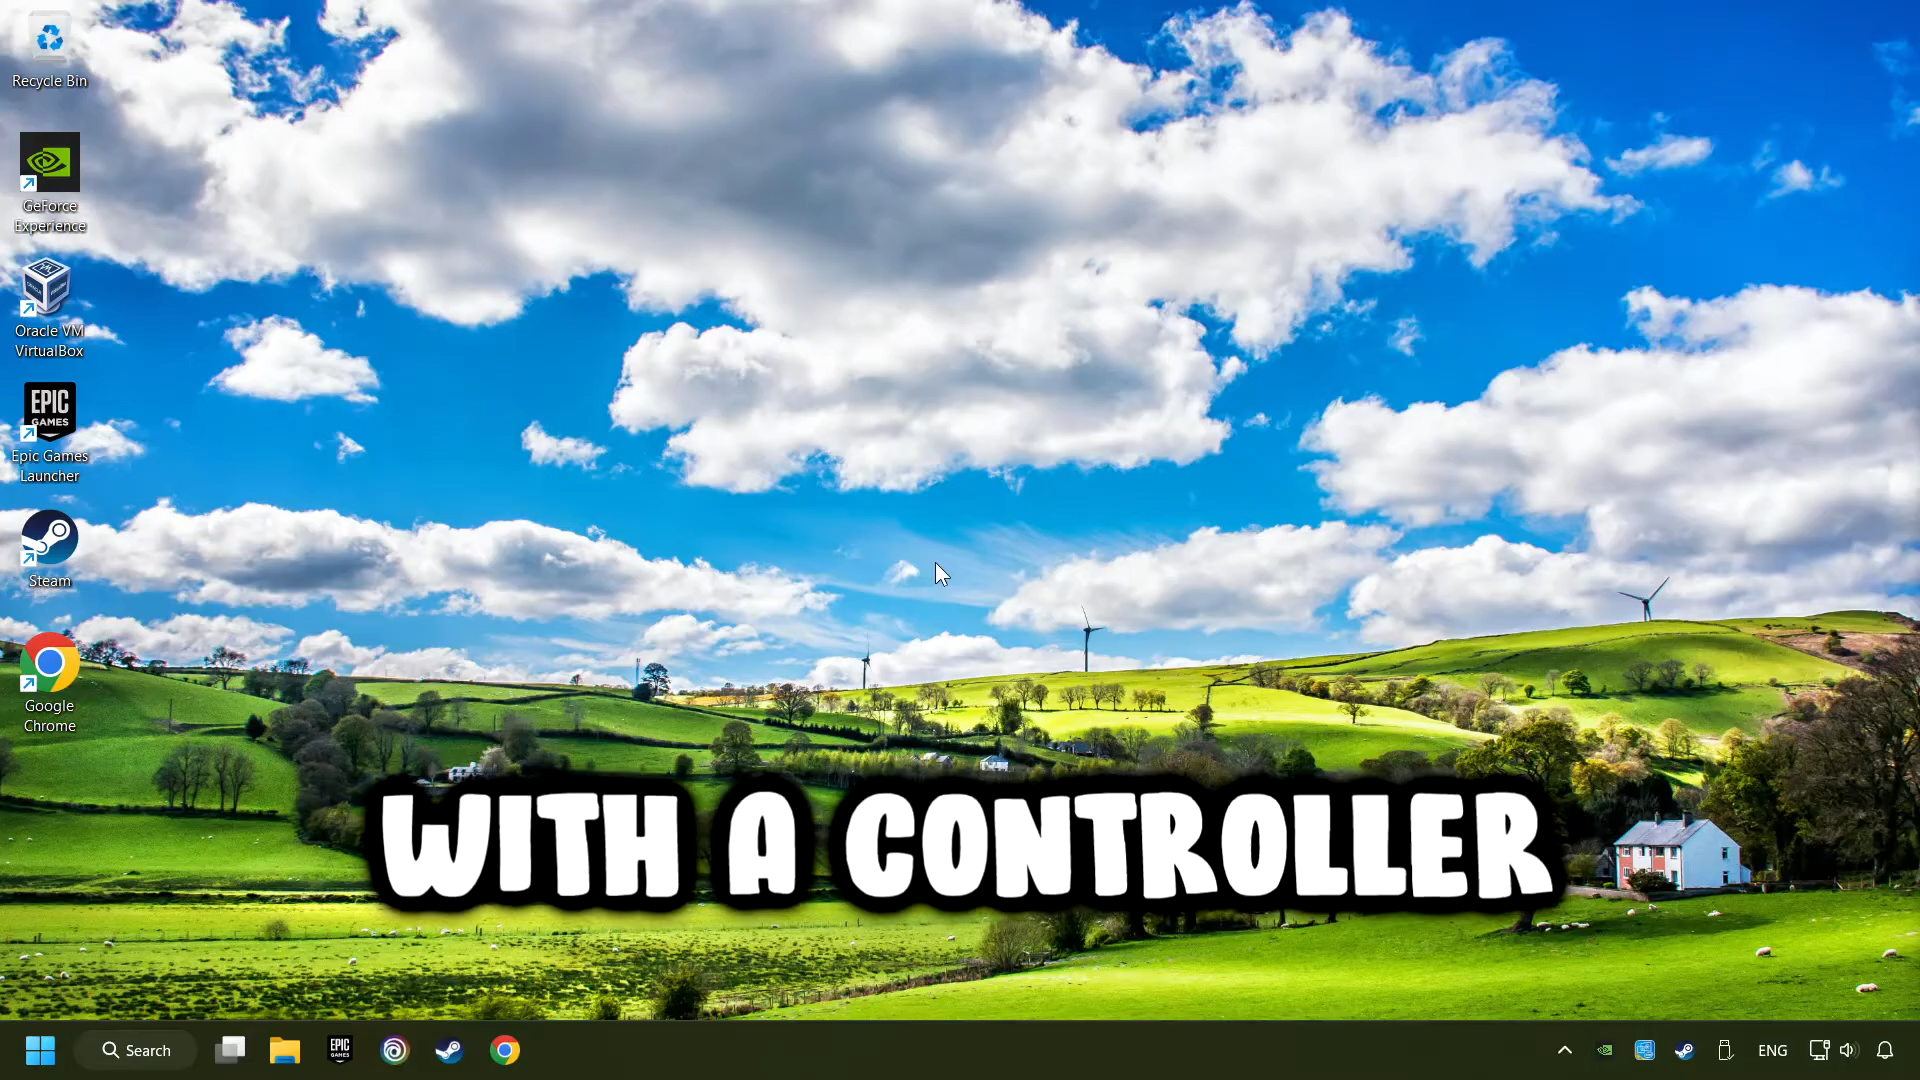 Recycle Bin
GeForce
Experience
Oracle VM
VirtualBox
EPIC
GAMES
Epic Games
Launcher
Steam
Google
Chrome
WITH A CONTROLLER
Search
EPIC
GAMES
ENG